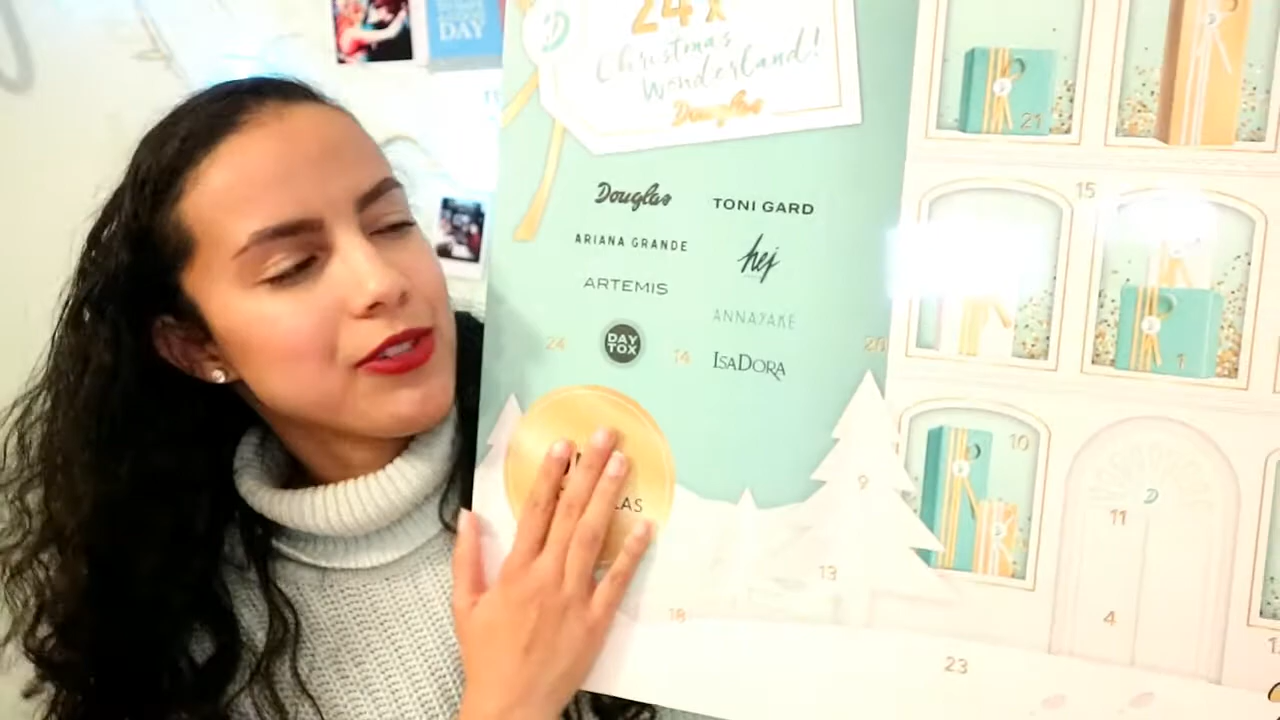 DAY
24 x
Christmas
Wonderland!
Douglas
21
Douglas
TONI GARD
15
ARIANA GRANDE
hej
ARTEMIS
ANNAYAKE
24
DAY
TOX
14
ISADORA
20
1
10
9
LAS
11
13
4
18
23